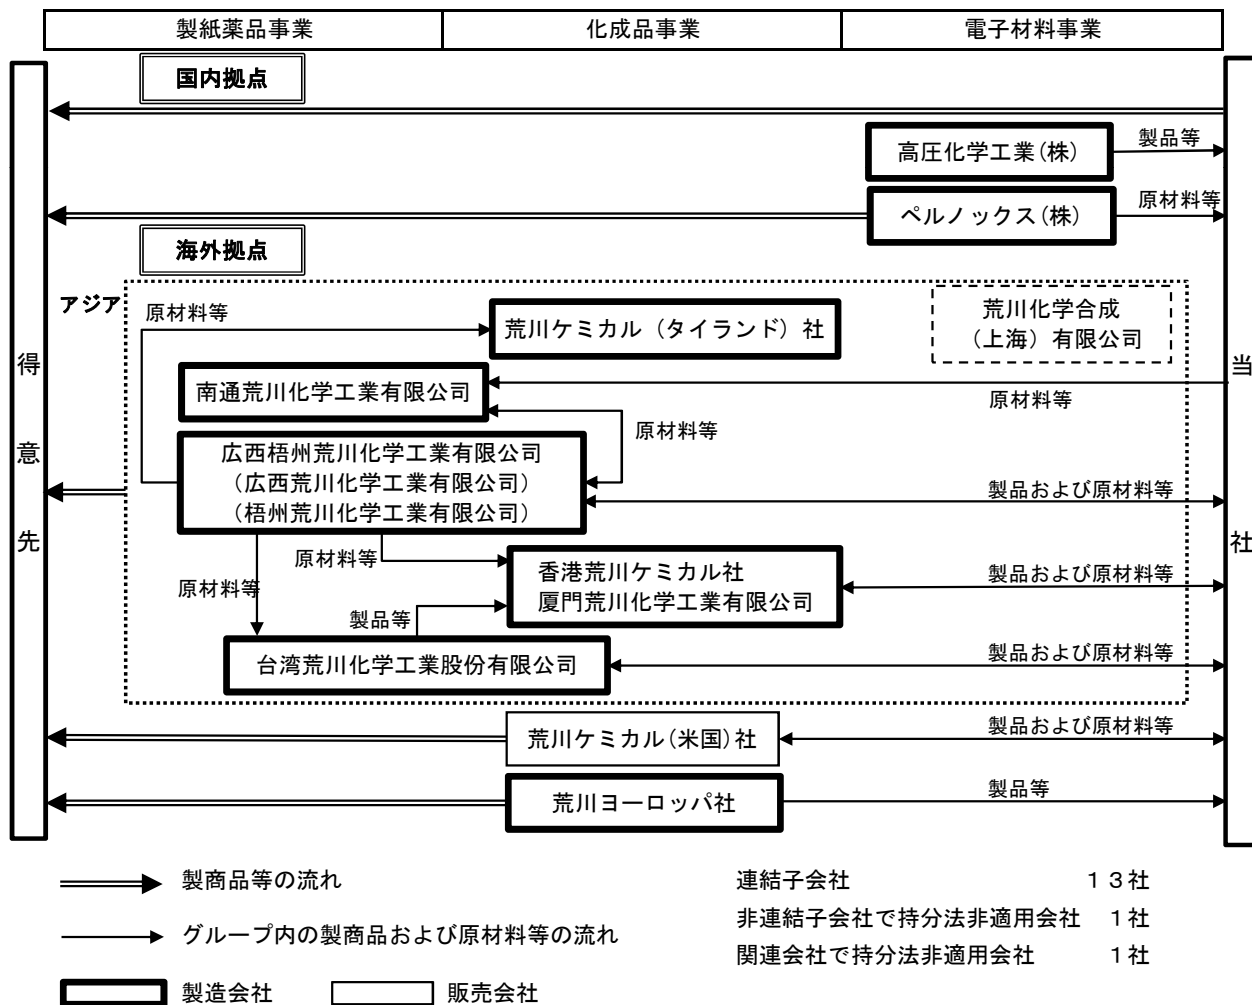 製紙薬品事業
化成品事業
電子材料事業
国内拠点
高圧化学工業(株)
製品等
ペルノックス(株)
原材料等
海外拠点
アジア
原材料等
荒川ケミカル（タイランド）社
荒川化学合成
（上海）有限公司
得意先
当社
南通荒川化学工業有限公司
原材料等
原材料等
広西梧州荒川化学工業有限公司
（広西荒川化学工業有限公司）
（梧州荒川化学工業有限公司）
製品および原材料等
原材料等
原材料等
香港荒川ケミカル社
厦門荒川化学工業有限公司
製品および原材料等
製品等
台湾荒川化学工業股份有限公司
製品および原材料等
荒川ケミカル(米国)社
製品および原材料等
荒川ヨーロッパ社
製品等
製商品等の流れ
グループ内の製商品および原材料等の流れ
製造会社
販売会社
連結子会社 １３社
非連結子会社で持分法非適用会社 １社
関連会社で持分法非適用会社 １社